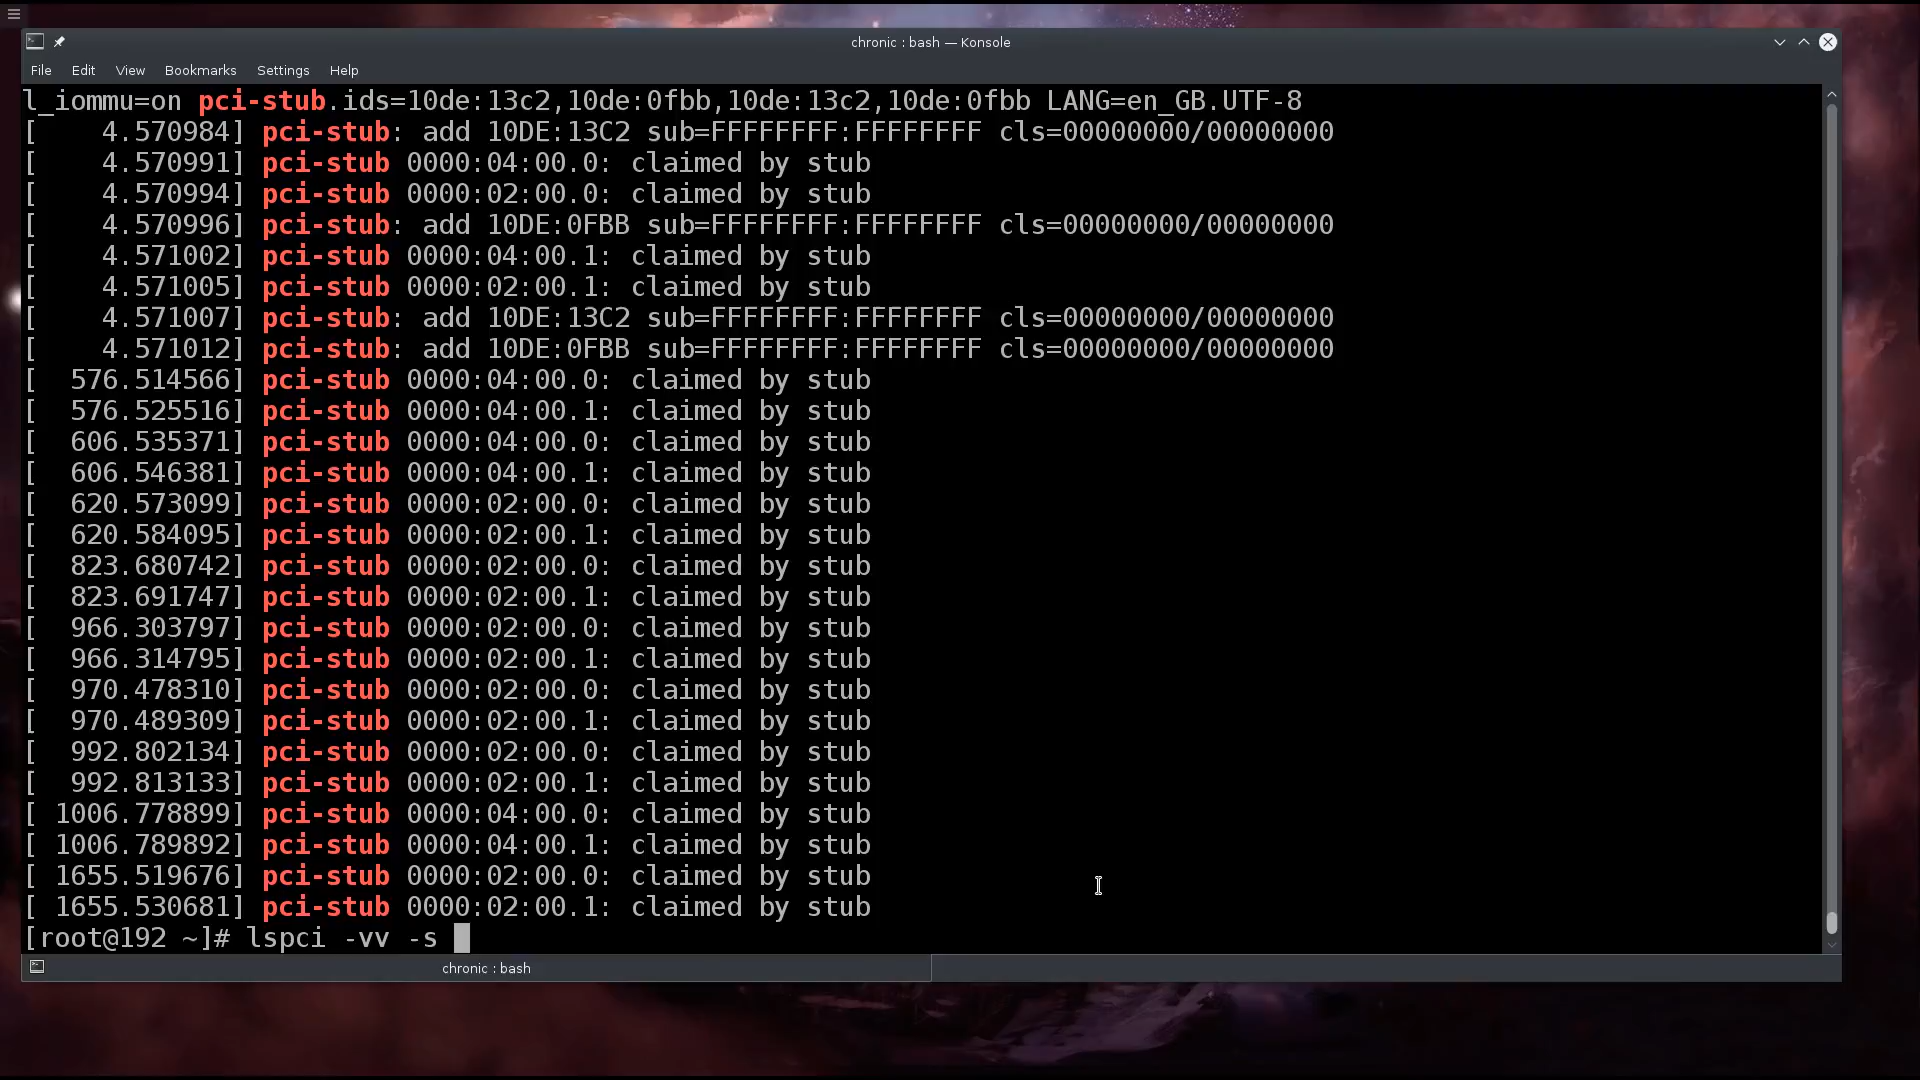 chronic : bash — Konsole
File Edit View Bookmarks Settings Help
l_iommu=on pci-stub.ids=10de:13c2,10de:0fbb,10de:13c2,10de:0fbb LANG=en_GB.UTF-8
[    4.570984] pci-stub: add 10DE:13C2 sub=FFFFFFFF:FFFFFFFF cls=00000000/00000000
[    4.570991] pci-stub 0000:04:00.0: claimed by stub
[    4.570994] pci-stub 0000:02:00.0: claimed by stub
[    4.570996] pci-stub: add 10DE:0FBB sub=FFFFFFFF:FFFFFFFF cls=00000000/00000000
[    4.571002] pci-stub 0000:04:00.1: claimed by stub
[    4.571005] pci-stub 0000:02:00.1: claimed by stub
[    4.571007] pci-stub: add 10DE:13C2 sub=FFFFFFFF:FFFFFFFF cls=00000000/00000000
[    4.571012] pci-stub: add 10DE:0FBB sub=FFFFFFFF:FFFFFFFF cls=00000000/00000000
[  576.514566] pci-stub 0000:04:00.0: claimed by stub
[  576.525516] pci-stub 0000:04:00.1: claimed by stub
[  606.535371] pci-stub 0000:04:00.0: claimed by stub
[  606.546381] pci-stub 0000:04:00.1: claimed by stub
[  620.573099] pci-stub 0000:02:00.0: claimed by stub
[  620.584095] pci-stub 0000:02:00.1: claimed by stub
[  823.680742] pci-stub 0000:02:00.0: claimed by stub
[  823.691747] pci-stub 0000:02:00.1: claimed by stub
[  966.303797] pci-stub 0000:02:00.0: claimed by stub
[  966.314795] pci-stub 0000:02:00.1: claimed by stub
[  970.478310] pci-stub 0000:02:00.0: claimed by stub
[  970.489309] pci-stub 0000:02:00.1: claimed by stub
[  992.802134] pci-stub 0000:02:00.0: claimed by stub
[  992.813133] pci-stub 0000:02:00.1: claimed by stub
[ 1006.778899] pci-stub 0000:04:00.0: claimed by stub
[ 1006.789892] pci-stub 0000:04:00.1: claimed by stub
[ 1655.519676] pci-stub 0000:02:00.0: claimed by stub
[ 1655.530681] pci-stub 0000:02:00.1: claimed by stub
[root@192 ~]# lspci -vv -s
chronic : bash